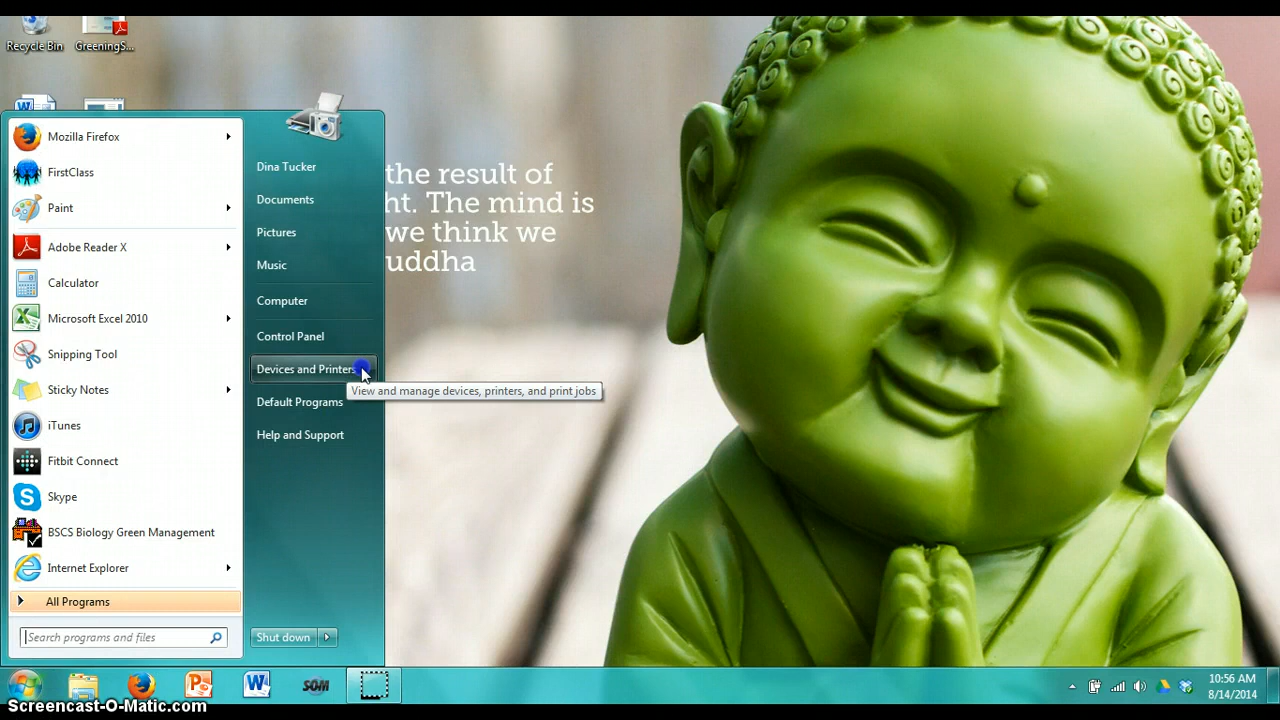 Recycle Bin
GreeningS...
Mozilla Firefox
FirstClass
Paint
Adobe Reader X
Calculator
Microsoft Excel 2010
Snipping Tool
Sticky Notes
iTunes
Fitbit Connect
Skype
BSCS Biology Green Management
Internet Explorer
All Programs
Search programs and files
Dina Tucker
Documents
Pictures
Music
Computer
Control Panel
Devices and Printers
View and manage devices, printers, and print jobs
Default Programs
Help and Support
Shut down
the result of
ht. The mind is
we think we
uddha
SOM
10:56 AM
8/14/2014
Screencast-O-Matic.com